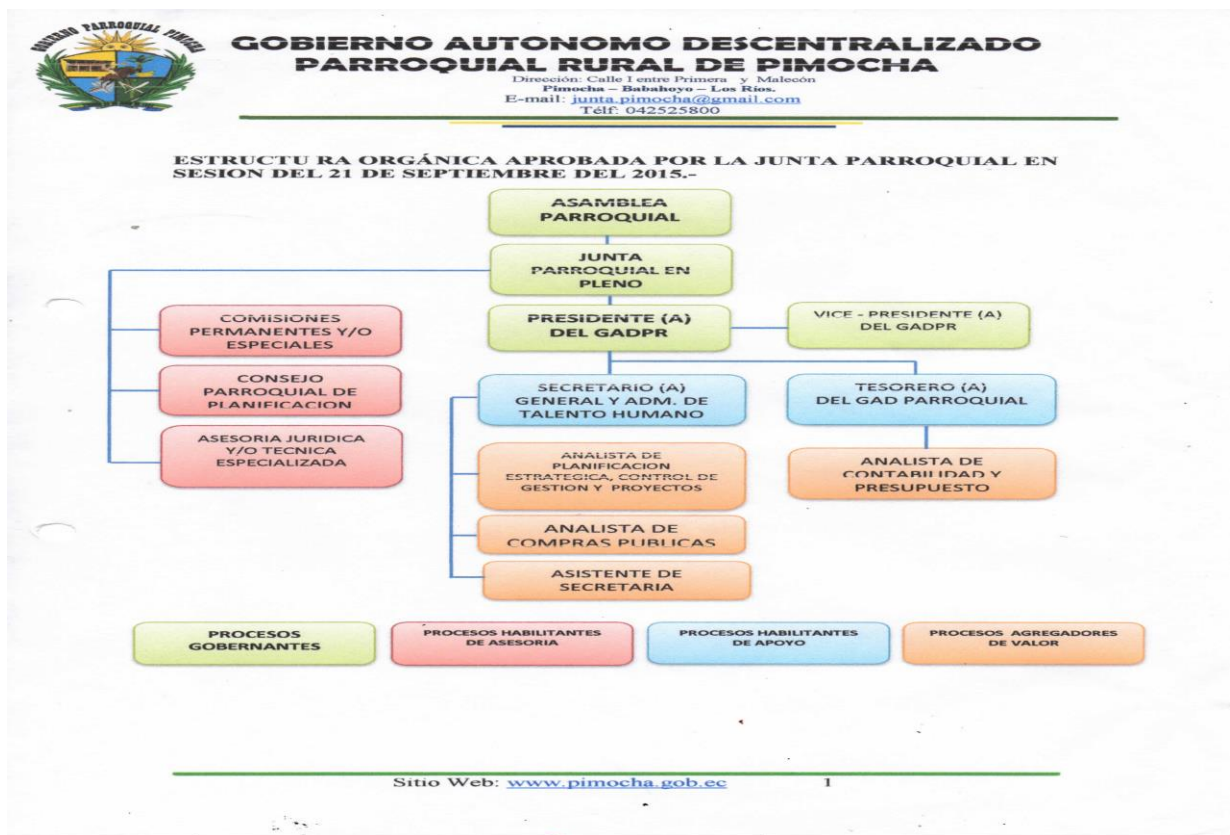 GOBIERNO PARROQUIAL PIMOCHA
GOBIERNO AUTONOMO DESCENTRALIZADO
PARROQUIAL RURAL DE PIMOCHA
Dirección: Calle I entre Primera y Malecón
Pimocha – Babahoyo – Los Ríos.
E-mail: junta.pimocha@gmail.com
Télf: 042525800
ESTRUCTU RA ORGÁNICA APROBADA POR LA JUNTA PARROQUIAL EN
SESION DEL 21 DE SEPTIEMBRE DEL 2015.-
ASAMBLEA
PARROQUIAL
JUNTA
PARROQUIAL EN
PLENO
COMISIONES
PERMANENTES Y/O
ESPECIALES
PRESIDENTE (A)
DEL GADPR
VICE - PRESIDENTE (A)
DEL GADPR
CONSEJO
PARROQUIAL DE
PLANIFICACION
SECRETARIO (A)
GENERAL Y ADM. DE
TALENTO HUMANO
TESORERO (A)
DEL GAD PARROQUIAL
ASESORIA JURIDICA
Y/O TECNICA
ESPECIALIZADA
ANALISTA DE
PLANIFICACION
ESTRATEGICA, CONTROL DE
GESTION Y PROYECTOS
ANALISTA DE
CONTABILIDAD Y
PRESUPUESTO
ANALISTA DE
COMPRAS PUBLICAS
ASISTENTE DE
SECRETARIA
PROCESOS
GOBERNANTES
PROCESOS HABILITANTES
DE ASESORIA
PROCESOS HABILITANTES
DE APOYO
PROCESOS AGREGADORES
DE VALOR
Sitio Web: www.pimocha.gob.ec 1